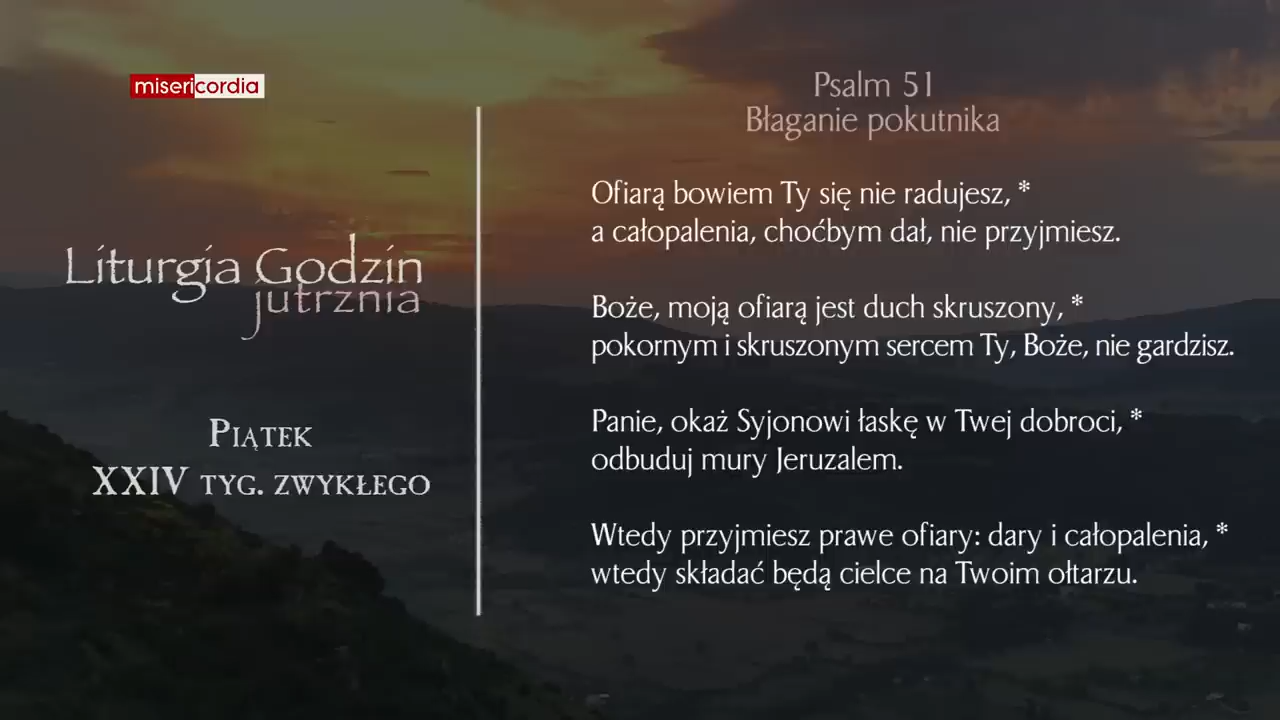 misericordia
Liturgia Godzin
jutrznia
Piątek
XXIV tyg. zwykłego
Psalm 51
Błaganie pokutnika
Ofiarą bowiem Ty się nie radujesz, *
a całopalenia, choćbym dał, nie przyjmiesz.
Boże, moją ofiarą jest duch skruszony, *
pokornym i skruszonym sercem Ty, Boże, nie gardzisz.
Panie, okaż Syjonowi łaskę w Twej dobroci, *
odbuduj mury Jeruzalem.
Wtedy przyjmiesz prawe ofiary: dary i całopalenia, *
wtedy składać będą cielce na Twoim ołtarzu.